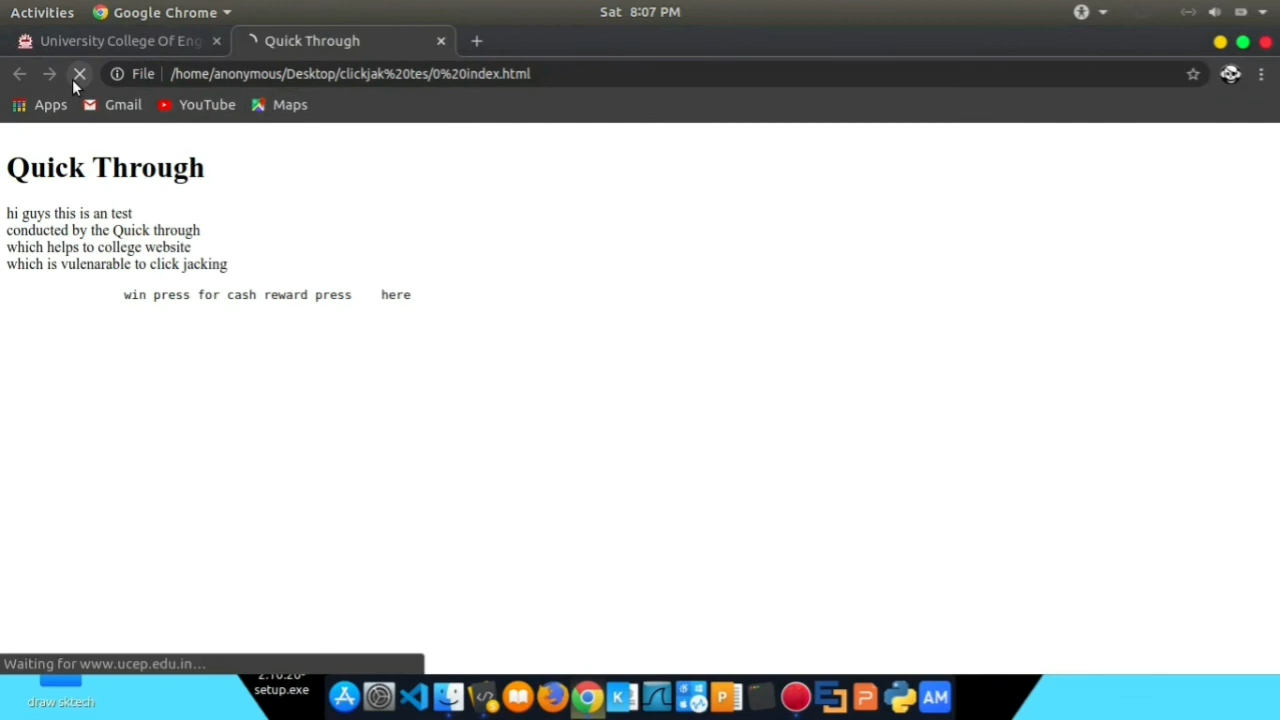 Activities Google Chrome Sat 8:07 PM
University College Of Eng Quick Through
File /home/anonymous/Desktop/clickjak%20tes/0%20index.html
Apps Gmail YouTube Maps
Quick Through
hi guys this is an test
conducted by the Quick through
which helps to college website
which is vulenarable to click jacking
win press for cash reward press here
Waiting for www.ucep.edu.in...
setup.exe
draw sktech
K P P AM